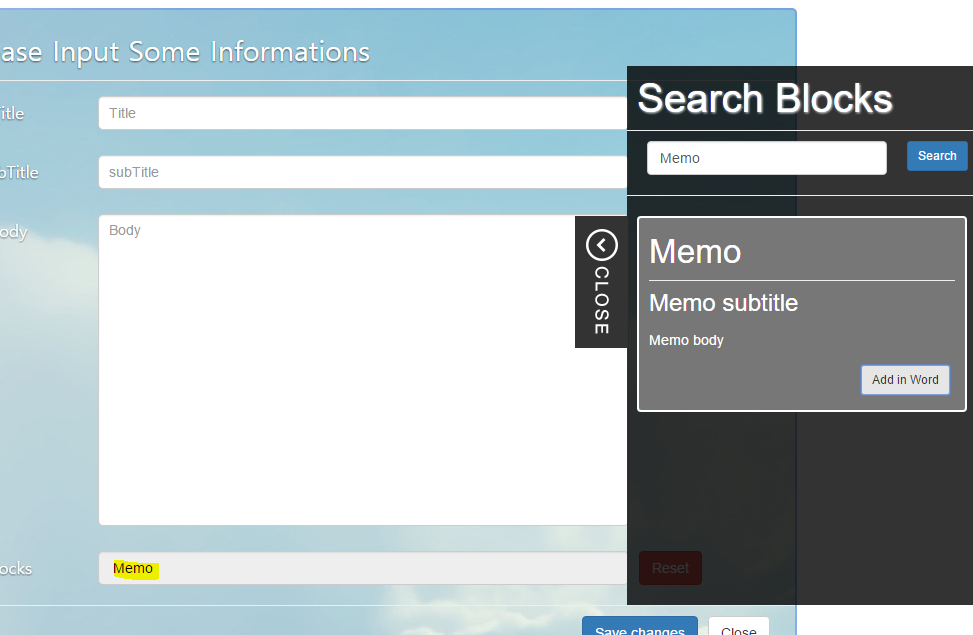 ase Input Some Informations
itle
Title
oTitle
subTitle
ody
Body
ocks
Memo
Reset
Save changes
Close
CLOSE
Search Blocks
Memo
Search
Memo
Memo subtitle
Memo body
Add in Word